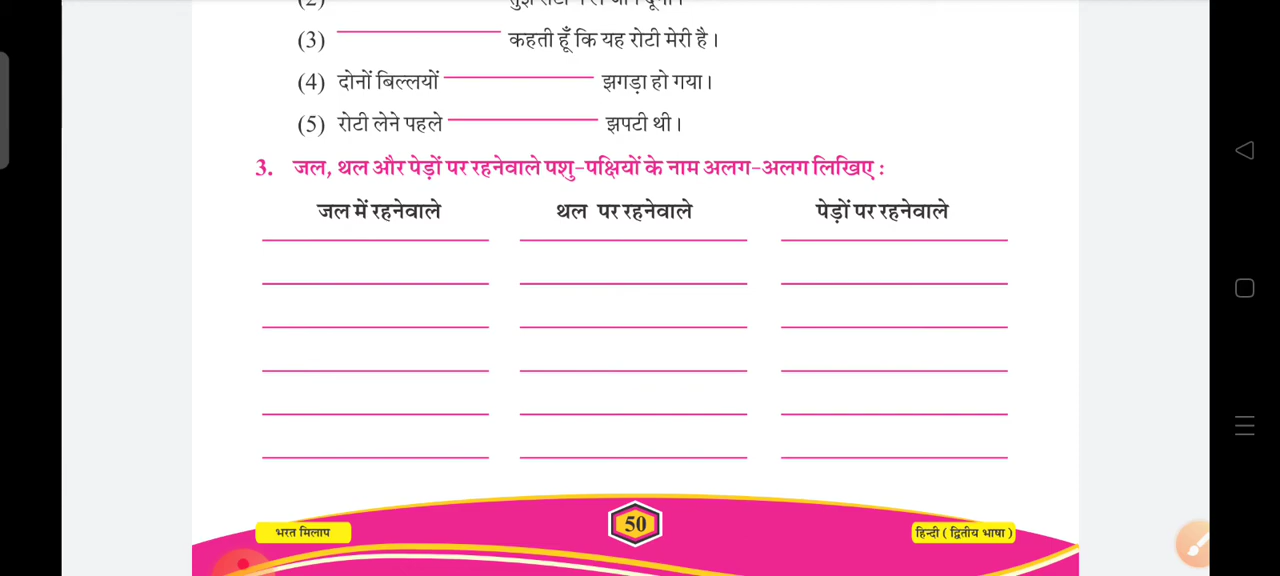 (3) कहती हूँ कि यह रोटी मेरी है।
(4) दोनों बिल्लयों झगड़ा हो गया।
(5) रोटी लेने पहले झपटी थी।
3. जल, थल और पेड़ों पर रहनेवाले पशु-पक्षियों के नाम अलग-अलग लिखिए :
जल में रहनेवाले थल पर रहनेवाले पेड़ों पर रहनेवाले
भरत मिलाप 50 हिन्दी ( द्वितीय भाषा )